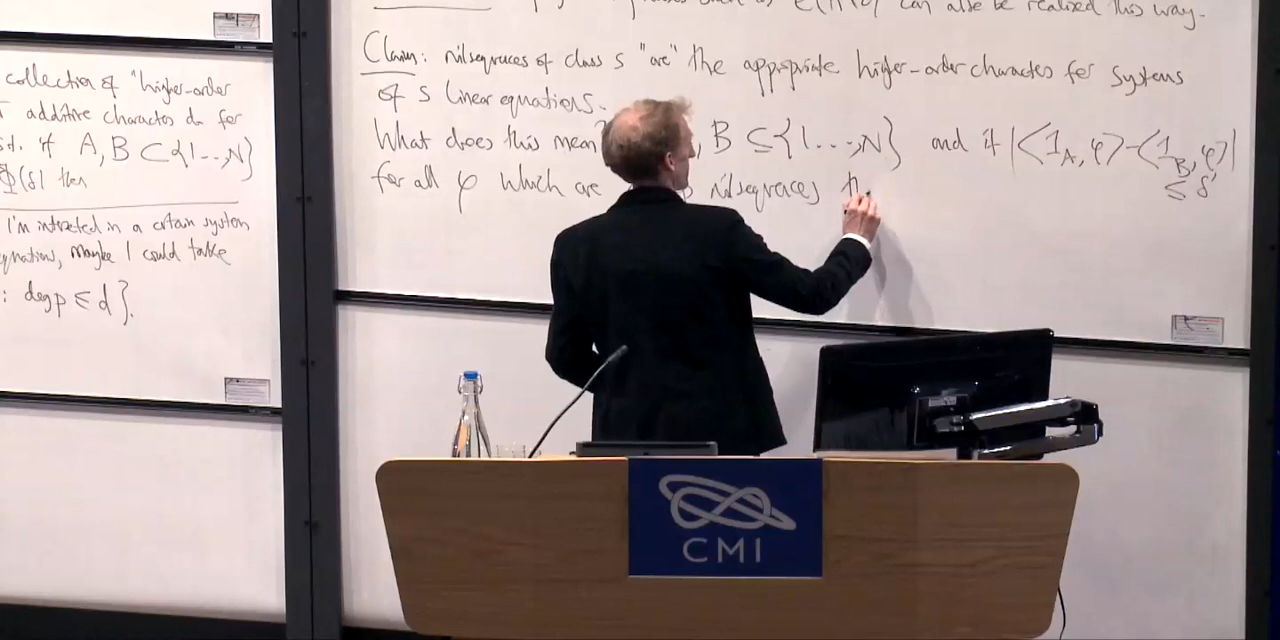 collection of "higher-order
additive characters
for
s.t. if A, B ⊂ {1...,N}
then
I'm interested in a certain system
equation, maybe I could take
: deg p ≤ d}.
can also be realised this way.
Claim: nilsequences of class s "are" the appropriate higher-order characters for systems
of s linear equations.
What does this mean? , B ⊆ {1...,N} and if |<1_A, φ> - <1_B, φ>| ≤ δ'
for all φ which are nilsequences
CMI